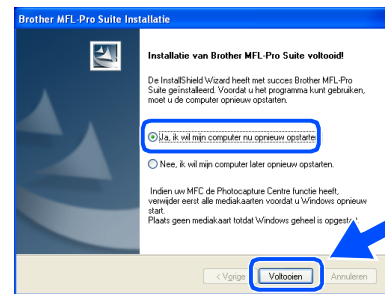 Brother MFL-Pro Suite Installatie
Installatie van Brother MFL-Pro Suite voltooid!
De InstallShield Wizard heeft met succes Brother MFL-Pro
Suite geïnstalleerd. Voordat u het programma kunt gebruiken,
moet u de computer opnieuw opstarten.
Ja, ik wil mijn computer nu opnieuw opstarten
Nee, ik wil mijn computer later opnieuw opstarten.
Indien uw MFC de Photocapture Centre functie heeft,
verwijder eerst alle mediakaarten voordat u Windows opnieuw
start.
Plaats geen mediakaart totdat Windows geheel is opgestart.
< Vorige
Voltooien
Annuleren